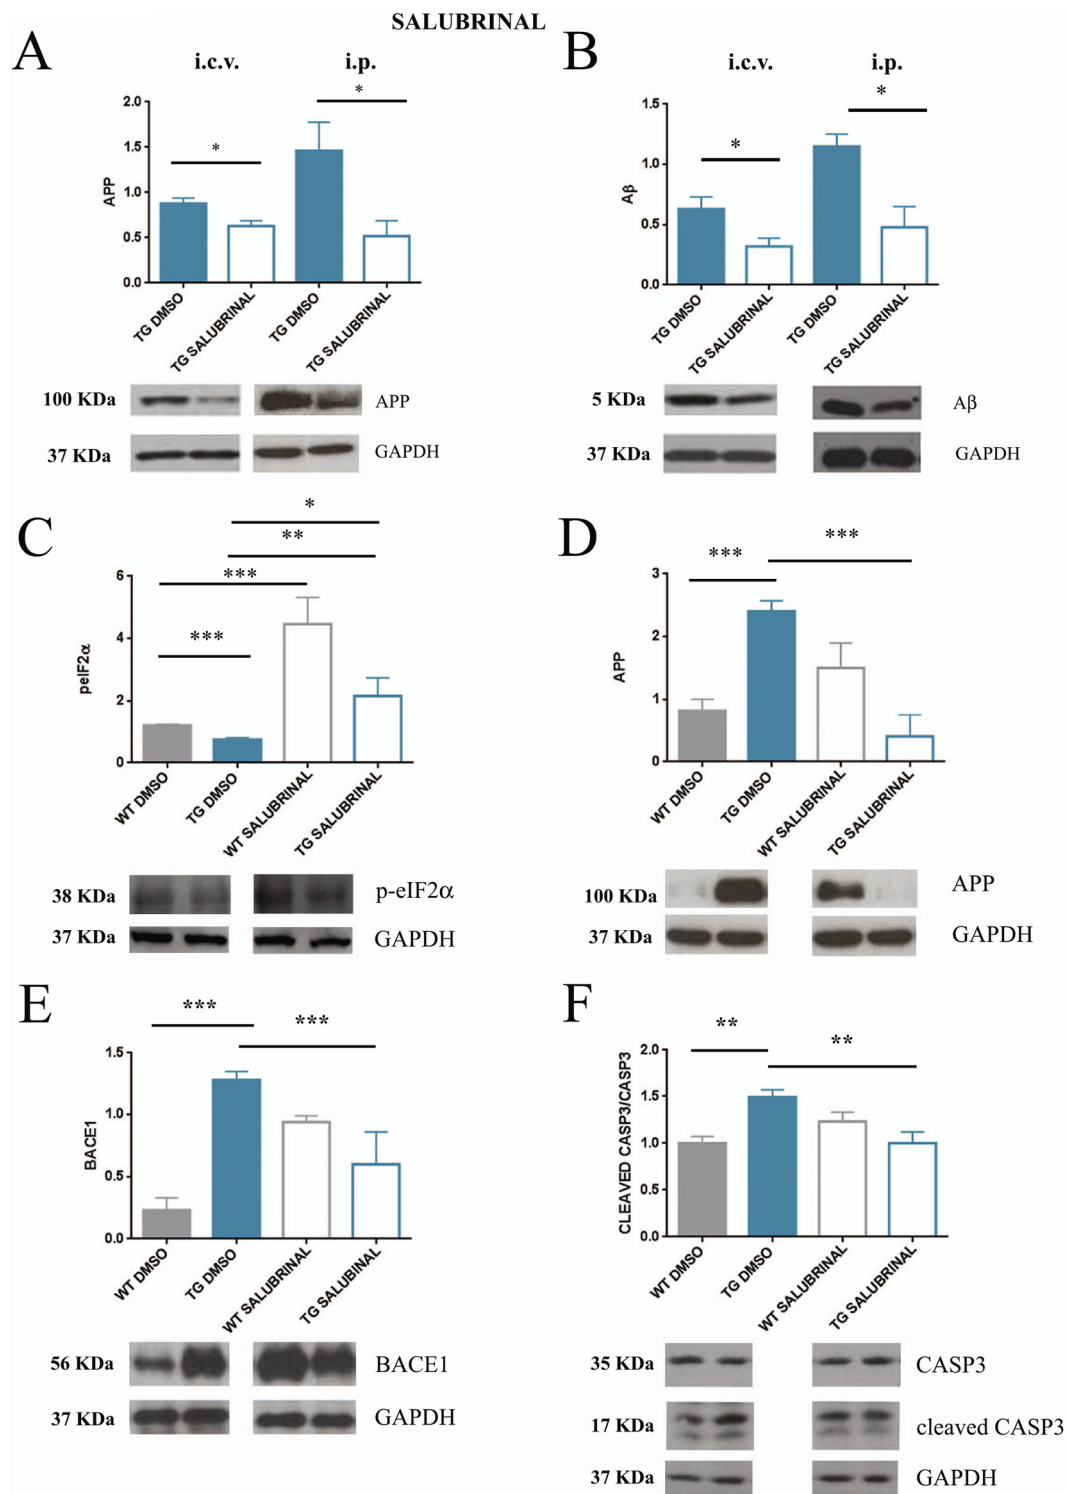 SALUBRINAL
A
i.c.v.
i.p.
*
*
2.0
1.5
1.0
0.5
0.0
APP
TG DMSO
TG SALUBRINAL
TG DMSO
TG SALUBRINAL
100 KDa
APP
37 KDa
GAPDH
B
i.c.v.
i.p.
*
*
1.5
1.0
0.5
0.0
Aβ
TG DMSO
TG SALUBRINAL
TG DMSO
TG SALUBRINAL
5 KDa
Aβ
37 KDa
GAPDH
C
*
**
***
***
6
4
2
0
peIF2α
WT DMSO
TG DMSO
WT SALUBRINAL
TG SALUBRINAL
38 KDa
p-eIF2α
37 KDa
GAPDH
D
***
***
3
2
1
0
APP
WT DMSO
TG DMSO
WT SALUBRINAL
TG SALUBRINAL
100 KDa
APP
37 KDa
GAPDH
E
***
***
1.5
1.0
0.5
0.0
BACE1
WT DMSO
TG DMSO
WT SALUBRINAL
TG SALUBINAL
56 KDa
BACE1
37 KDa
GAPDH
F
**
**
2.0
1.5
1.0
0.5
0.0
CLEAVED CASP3/CASP3
WT DMSO
TG DMSO
WT SALUBRINAL
TG SALUBRINAL
35 KDa
CASP3
17 KDa
cleaved CASP3
37 KDa
GAPDH